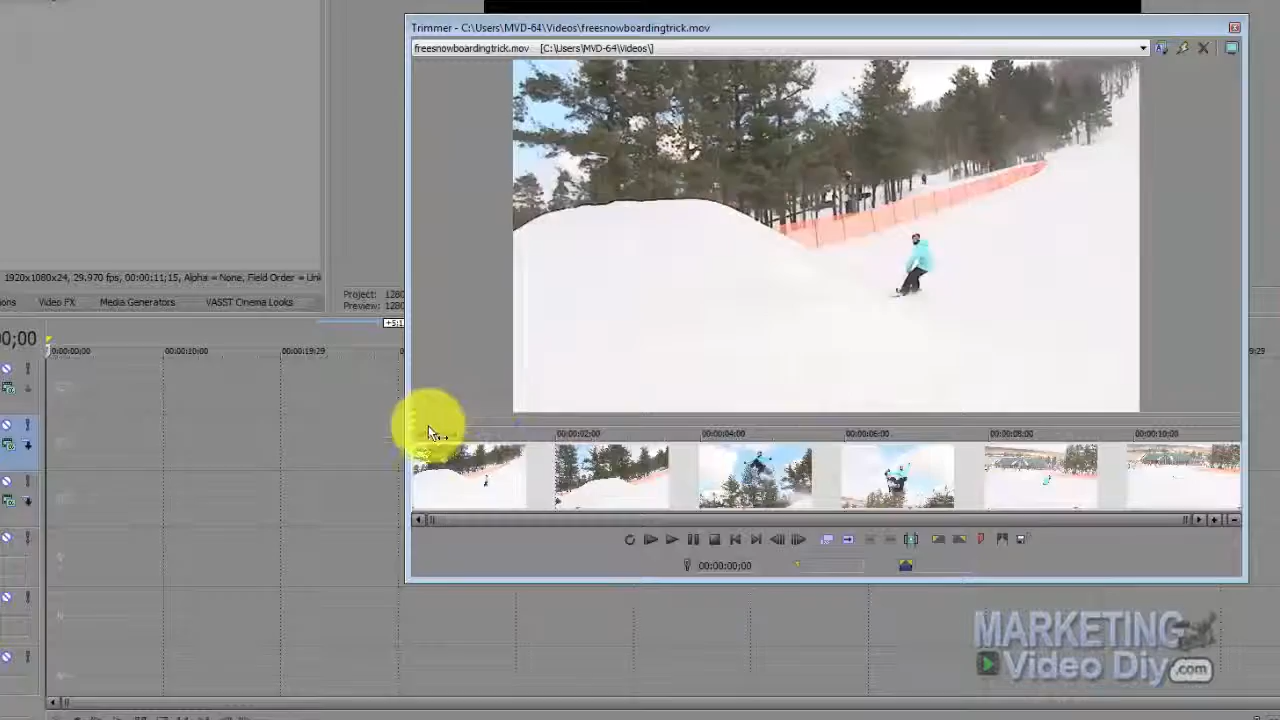 Trimmer - C:\Users\MVD-64\Videos\freesnowboardingtrick.mov
freesnowboardingtrick.mov [C:\Users\MVD-64\Videos\]
1920x1080x24, 29.970 fps, 00:00:11;15, Alpha = None, Field Order =
Video FX
Media Generators
VASST Cinema Looks
Project:
Preview:
0;00
0:00:00;00
00:00:10;00
00:00:19;29
00:00:02;00
00:00:04;00
00:00:06;00
00:00:08;00
00:00:10;00
00:00:00;00
MARKETING
Video Diy.com